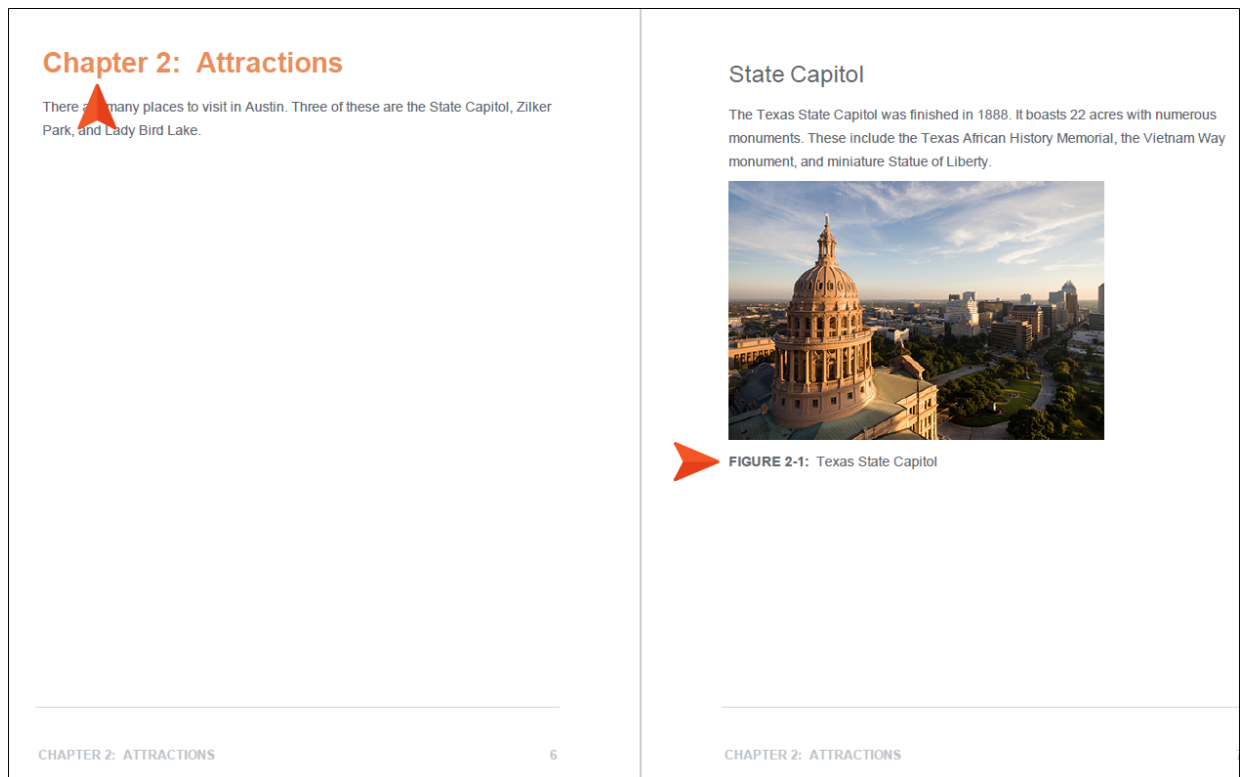 Chapter 2: Attractions
There many places to visit in Austin. Three of these are the State Capitol, Zilker
Park, and Lady Bird Lake.
CHAPTER 2: ATTRACTIONS 6
State Capitol
The Texas State Capitol was finished in 1888. It boasts 22 acres with numerous
monuments. These include the Texas African History Memorial, the Vietnam Way
monument, and miniature Statue of Liberty.
FIGURE 2-1: Texas State Capitol
CHAPTER 2: ATTRACTIONS